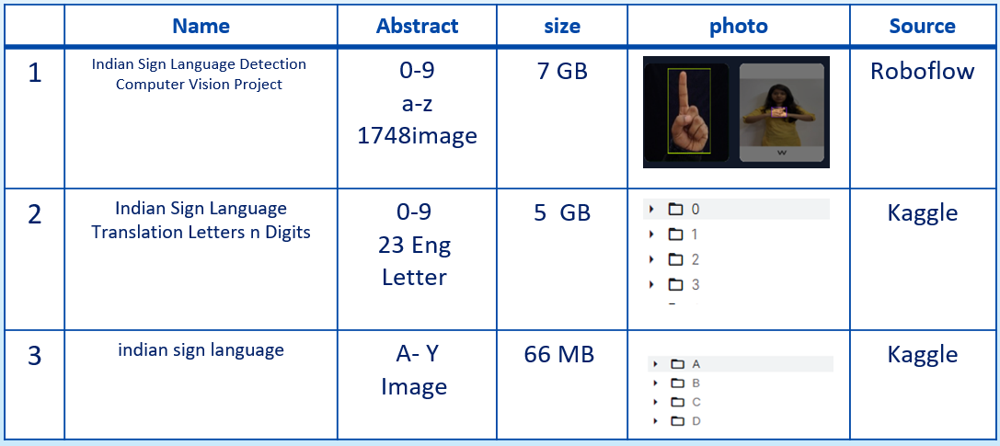 Name
Abstract
size
photo
Source
1
Indian Sign Language Detection
Computer Vision Project
0-9
a-z
1748image
7 GB
w
Roboflow
2
Indian Sign Language
Translation Letters n Digits
0-9
23 Eng
Letter
5 GB
0
1
2
3
Kaggle
3
indian sign language
A- Y
Image
66 MB
A
B
C
D
Kaggle